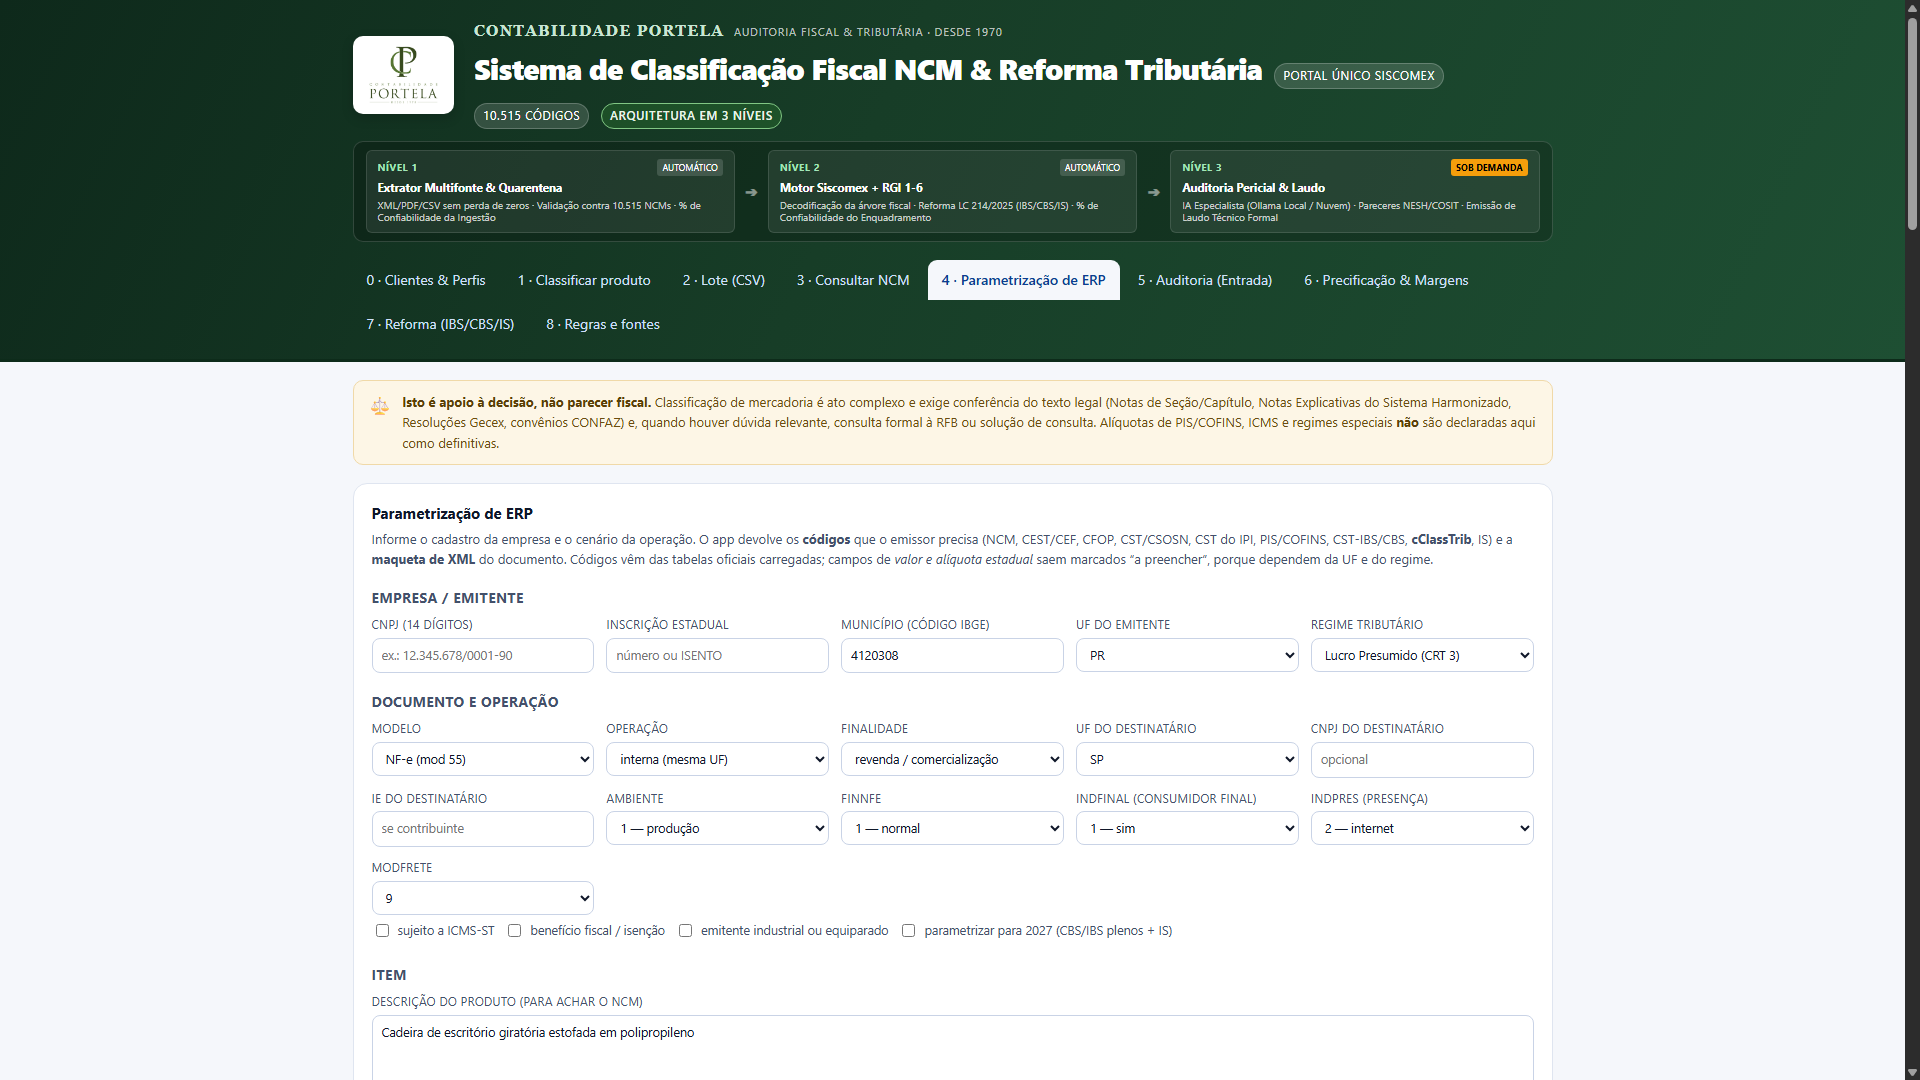 CONTABILIDADE PORTELA AUDITORIA FISCAL & TRIBUTÁRIA · DESDE 1970
PORTELA
Sistema de Classificação Fiscal NCM & Reforma Tributária PORTAL ÚNICO SISCOMEX
10.515 CÓDIGOS ARQUITETURA EM 3 NÍVEIS
NÍVEL 1 AUTOMÁTICO
Extrator Multifonte & Quarentena
XML/PDF/CSV sem perda de zeros · Validação contra 10.515 NCMs · % de
Confiabilidade da Ingestão
➔
NÍVEL 2 AUTOMÁTICO
Motor Siscomex + RGI 1-6
Decodificação da árvore fiscal · Reforma LC 214/2025 (IBS/CBS/IS) · % de
Confiabilidade do Enquadramento
➔
NÍVEL 3 SOB DEMANDA
Auditoria Pericial & Laudo
IA Especialista (Ollama Local / Nuvem) · Pareceres NESH/COSIT · Emissão de
Laudo Técnico Formal
0 · Clientes & Perfis 1 · Classificar produto 2 · Lote (CSV) 3 · Consultar NCM 4 · Parametrização de ERP 5 · Auditoria (Entrada) 6 · Precificação & Margens
7 · Reforma (IBS/CBS/IS) 8 · Regras e fontes
Isto é apoio à decisão, não parecer fiscal. Classificação de mercadoria é ato complexo e exige conferência do texto legal (Notas de Seção/Capítulo, Notas Explicativas do Sistema Harmonizado,
Resoluções Gecex, convênios CONFAZ) e, quando houver dúvida relevante, consulta formal à RFB ou solução de consulta. Alíquotas de PIS/COFINS, ICMS e regimes especiais não são declaradas aqui
como definitivas.
Parametrização de ERP
Informe o cadastro da empresa e o cenário da operação. O app devolve os códigos que o emissor precisa (NCM, CEST/CEF, CFOP, CST/CSOSN, CST do IPI, PIS/COFINS, CST-IBS/CBS, cClassTrib, IS) e a
maqueta de XML do documento. Códigos vêm das tabelas oficiais carregadas; campos de valor e alíquota estadual saem marcados “a preencher”, porque dependem da UF e do regime.
EMPRESA / EMITENTE
CNPJ (14 DÍGITOS) INSCRIÇÃO ESTADUAL MUNICÍPIO (CÓDIGO IBGE) UF DO EMITENTE REGIME TRIBUTÁRIO
ex.: 12.345.678/0001-90 número ou ISENTO 4120308 PR Lucro Presumido (CRT 3)
DOCUMENTO E OPERAÇÃO
MODELO OPERAÇÃO FINALIDADE UF DO DESTINATÁRIO CNPJ DO DESTINATÁRIO
NF-e (mod 55) interna (mesma UF) revenda / comercialização SP opcional
IE DO DESTINATÁRIO AMBIENTE FINNFE INDFINAL (CONSUMIDOR FINAL) INDPRES (PRESENÇA)
se contribuinte 1 — produção 1 — normal 1 — sim 2 — internet
MODFRETE
9
sujeito a ICMS-ST benefício fiscal / isenção emitente industrial ou equiparado parametrizar para 2027 (CBS/IBS plenos + IS)
ITEM
DESCRIÇÃO DO PRODUTO (PARA ACHAR O NCM)
Cadeira de escritório giratória estofada em polipropileno